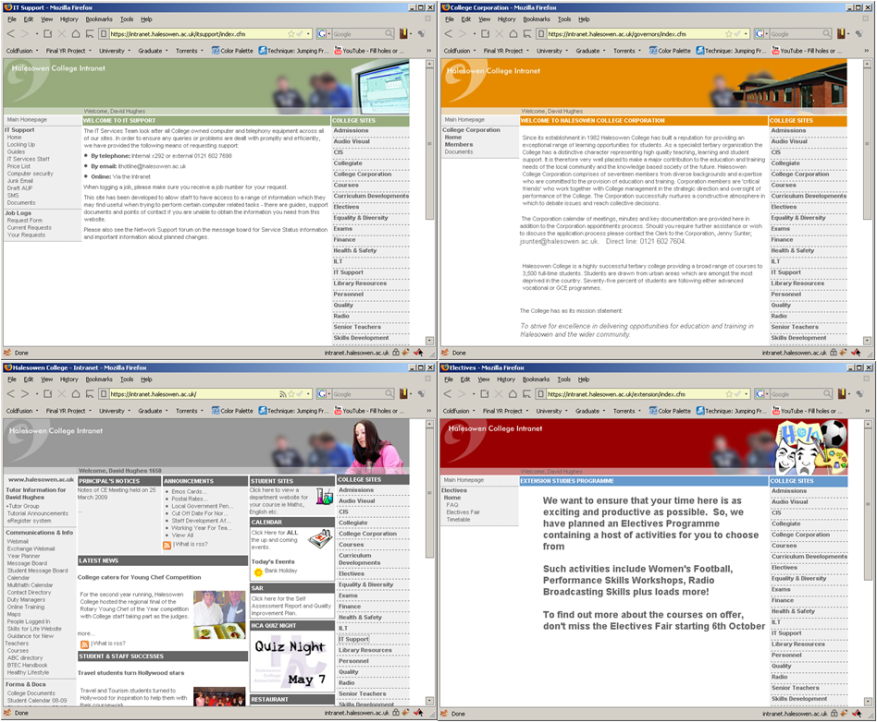 IT Support - Mozilla Firefox
File Edit View History Bookmarks Tools Help
https://intranet.halesowen.ac.uk/itsupport/index.cfm
Google
Coldfusion Final YR Project University Graduate Torrents Color Palette Technique: Jumping Fr... YouTube - Fill holes or ...
Halesowen College Intranet
Welcome, David Hughes
Main Homepage
IT Support
Home
Locking Up
Guides
IT Services Staff
Price List
Computer security
Junk Email
Draft AUP
SMS
Documents
Job Logs
Request Form
Current Requests
Your Requests
WELCOME TO IT SUPPORT
The IT Services Team look after all College owned computer and telephony equipment across all
of our sites. In order to ensure any queries or problems are dealt with promptly and efficiently,
we have provided the following means of requesting support:
By telephone: Internal x292 or external 0121 602 7698
By email: ithotline@halesowen.ac.uk
Online: Via the Intranet
When logging a job, please make sure you receive a job number for your request.
This site has been developed to allow staff to have access to a range of information which they
may find useful when trying to perform certain computer related tasks - there are guides, support
documents and points of contact if you are unable to obtain the information you need from this
website.
Please also see the Network Support forum on the message board for Service Status information
and important information about planned changes.
COLLEGE SITES
Admissions
Audio Visual
CIS
Collegiate
College Corporation
Courses
Curriculum Developments
Electives
Equality & Diversity
Exams
Finance
Health & Safety
ILT
IT Support
Library Resources
Personnel
Quality
Radio
Senior Teachers
Skills Development
Done
intranet.halesowen.ac.uk
College Corporation - Mozilla Firefox
File Edit View History Bookmarks Tools Help
https://intranet.halesowen.ac.uk/governors/index.cfm
Google
Coldfusion Final YR Project University Graduate Torrents Color Palette Technique: Jumping Fr... YouTube - Fill holes or ...
Halesowen College Intranet
Welcome, David Hughes
Main Homepage
College Corporation
Home
Members
Documents
WELCOME TO HALESOWEN COLLEGE CORPORATION
Since its establishment in 1982 Halesowen College has built a reputation for providing an
exceptional range of learning opportunities for students. As a specialist tertiary organisation the
College has a distinctive character representing high quality teaching, learning and student
support. It is therefore very well placed to make a major contribution to the education and training
needs of the local community and the knowledge based society of the future. Halesowen
College Corporation comprises of seventeen members from diverse backgrounds and expertise
who are committed to the provision of education and training. Corporation members are 'critical
friends' who work together with College management in the strategic direction and oversight
of performance of the College. The Corporation successfully nurtures a constructive atmosphere in
which to debate issues and reach collective decisions.
The Corporation calendar of meetings, minutes and key documentation are provided here in
addition to the Corporation appointments process. Should you require further assistance or wish
to discuss the application process please contact the Clerk to the Corporation, Jenny Sunter;
jsunter@halesowen.ac.uk. Direct line: 0121 602 7604.
Halesowen College is a highly successful tertiary college providing a broad range of courses to
3,500 full-time students. Students are drawn from urban areas which are amongst the most
deprived in the country. Seventy-five percent of students are following either advanced
vocational or GCE programmes.
The College has as its mission statement:
To strive for excellence in delivering opportunities for education and training in
Halesowen and the wider community.
COLLEGE SITES
Admissions
Audio Visual
CIS
Collegiate
College Corporation
Courses
Curriculum Developments
Electives
Equality & Diversity
Exams
Finance
Health & Safety
ILT
IT Support
Library Resources
Personnel
Quality
Radio
Senior Teachers
Skills Development
Done
intranet.halesowen.ac.uk
Halesowen College - Intranet - Mozilla Firefox
File Edit View History Bookmarks Tools Help
https://intranet.halesowen.ac.uk/
Google
Coldfusion Final YR Project University Graduate Torrents Color Palette Technique: Jumping Fr... YouTube - Fill holes or ...
Halesowen College Intranet
Welcome, David Hughes 1658
www.halesowen.ac.uk
Tutor Information for
David Hughes
eTutor Group
Tutorial Announcements
eRegister system
Communications & Info
Webmail
Exchange Webmail
Year Planner
Message Board
Student Message Board
Calendar
Multifaith Calendar
Contact Directory
Duty Managers
Online Training
Maps
People Logged In
Skills for Life Website
Guidance for New
Teachers
Courses
ABC directory
BTEC Handbook
Healthy Lifestyle
Forms & Docs
College Documents
Student Calendar 08-09
PRINCIPAL'S NOTICES
Notes of CE Meeting held on 25
March 2009
...
ANNOUNCEMENTS
Emos Cards...
Postal Rates...
Local Government Pen...
Cut Off Date For Nor...
Staff Development Af...
Working Year For Tea...
View All
| What is rss?
LATEST NEWS
College caters for Young Chef Competition
For the second year running, Halesowen
College hosted the regional final of the
Rotary Young Chef of the Year competition
with College staff taking part as the judges.
more...
| What is rss?
STUDENT & STAFF SUCCESSES
Travel students turn Hollywood stars
Travel and Tourism students turned to
Hollywood for inspiration to help them with
STUDENT SITES
Click here to view a
department website for
your course ie Maths,
English etc.
CALENDAR
Click Here for ALL
the up and coming
events.
Today's Events
Bank Holiday
SAR
Click here for the Self
Assessment Report and Quality
Improvement Plan.
HCA QUIZ NIGHT
Quiz Night
May 7
RESTAURANT
COLLEGE SITES
Admissions
Audio Visual
CIS
Collegiate
College Corporation
Courses
Curriculum
Developments
Electives
Equality & Diversity
Exams
Finance
Health & Safety
ILT
IT Support
Library Resources
Personnel
Quality
Radio
Senior Teachers
Skills Development
Done
intranet.halesowen.ac.uk
Electives - Mozilla Firefox
File Edit View History Bookmarks Tools Help
https://intranet.halesowen.ac.uk/extension/index.cfm
Google
Coldfusion Final YR Project University Graduate Torrents Color Palette Technique: Jumping Fr... YouTube - Fill holes or ...
Halesowen College Intranet
Hola
Welcome, David Hughes
Main Homepage
Electives
Home
FAQ
Electives Fair
Timetable
EXTENSION STUDIES PROGRAMME
We want to ensure that your time here is as
exciting and productive as possible. So, we
have planned an Electives Programme
containing a host of activities for you to choose
from
Such activities include Women's Football,
Performance Skills Workshops, Radio
Broadcasting Skills plus loads more!
To find out more about the courses on offer,
don't miss the Electives Fair starting 6th October
COLLEGE SITES
Admissions
Audio Visual
CIS
Collegiate
College Corporation
Courses
Curriculum Developments
Electives
Equality & Diversity
Exams
Finance
Health & Safety
ILT
IT Support
Library Resources
Personnel
Quality
Radio
Senior Teachers
Skills Development
Done
intranet.halesowen.ac.uk